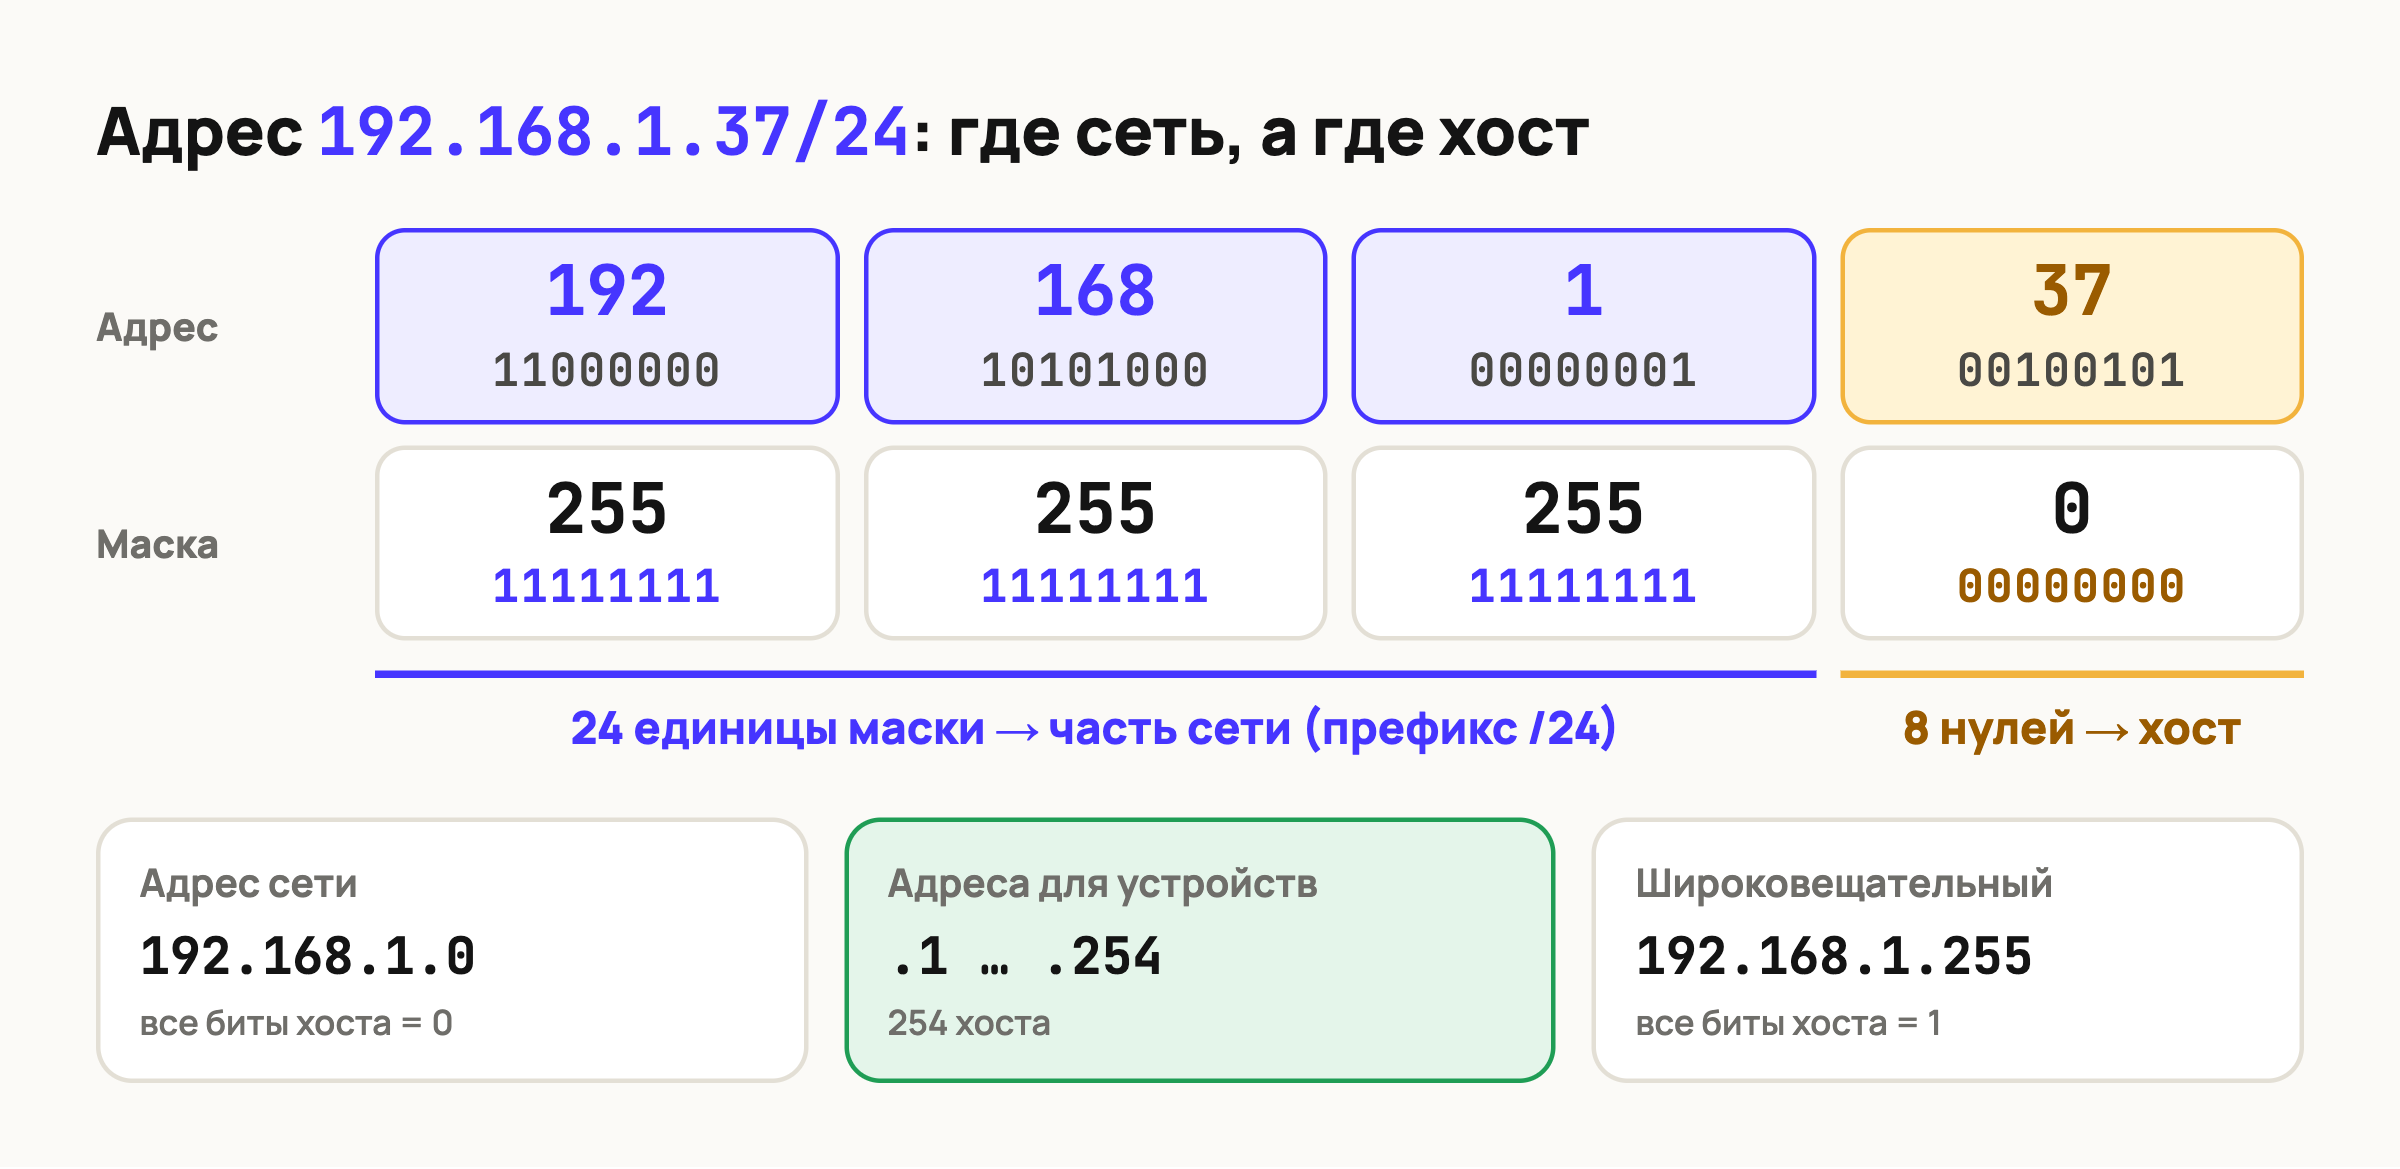 Адрес 192.168.1.37/24: где сеть, а где хост
Адрес
192
11000000
168
10101000
1
00000001
37
00100101
Маска
255
11111111
255
11111111
255
11111111
0
00000000
24 единицы маски → часть сети (префикс /24)
8 нулей → хост
Адрес сети
192.168.1.0
все биты хоста = 0
Адреса для устройств
.1 … .254
254 хоста
Широковещательный
192.168.1.255
все биты хоста = 1